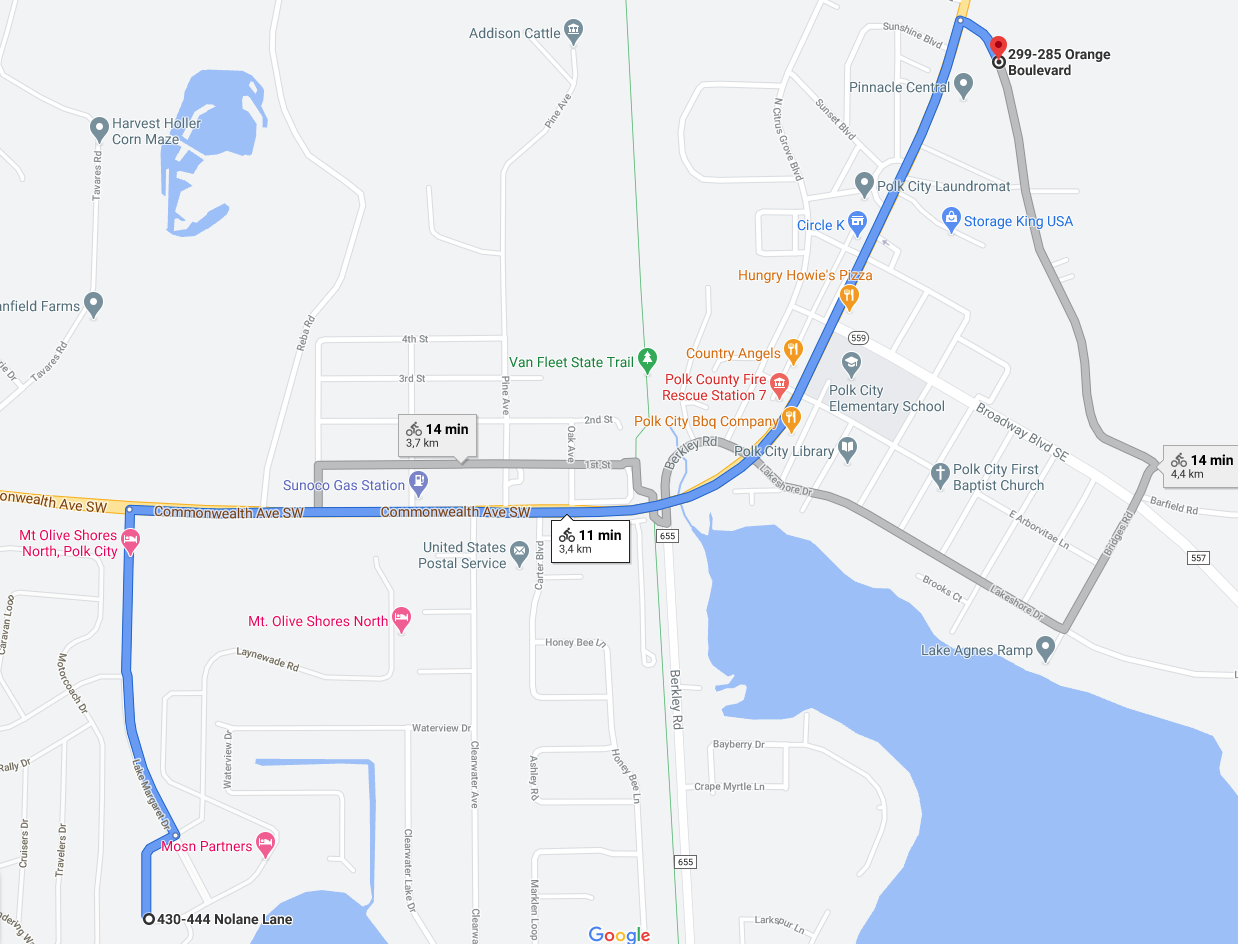 Sunshine Blvd
Addison Cattle
299-285 Orange
Boulevard
Pinnacle Central
Pine Ave
N Citrus Grove Blvd
Sunset Blvd
Harvest Holler
Corn Maze
Tavares Rd
Polk City Laundromat
Circle K
Storage King USA
Hungry Howie's Pizza
anfield Farms
Reba Rd
4th St
559
Tavares Rd
Van Fleet State Trail
Country Angels
3rd St
Pine Ave
Polk County Fire
Rescue Station 7
Polk City
Elementary School
Broadway Blvd SE
14 min
3,7 km
2nd St
Oak Ave
Polk City Bbq Company
Berkley Rd
Polk City Library
1st St
14 min
4,4 km
Sunoco Gas Station
Lakeshore Dr
Polk City First
Baptist Church
onwealth Ave SW
Commonwealth Ave SW
Commonwealth Ave SW
Barfield Rd
E Arborvitae Ln
Bridges Rd
Mt Olive Shores
North, Polk City
11 min
3,4 km
655
United States
Postal Service
Carter Blvd
557
Brooks Ct
Lakeshore Dr
Caravan Loop
Mt. Olive Shores North
Honey Bee Ln
Lake Agnes Ramp
Laynewade Rd
Motorcoach Dr
Berkley Rd
Waterview Dr
Waterview Dr
Clearwater Ave
Bayberry Dr
Rally Dr
Lake Margaret Dr
Ashley Rd
Honey Bee Ln
Crape Myrtle Ln
Cruisers Dr
Travelers Dr
Mosn Partners
Clearwater Lake Dr
655
Marklen Loop
430-444 Nolane Lane
Clearwa
Larkspur Ln
Google